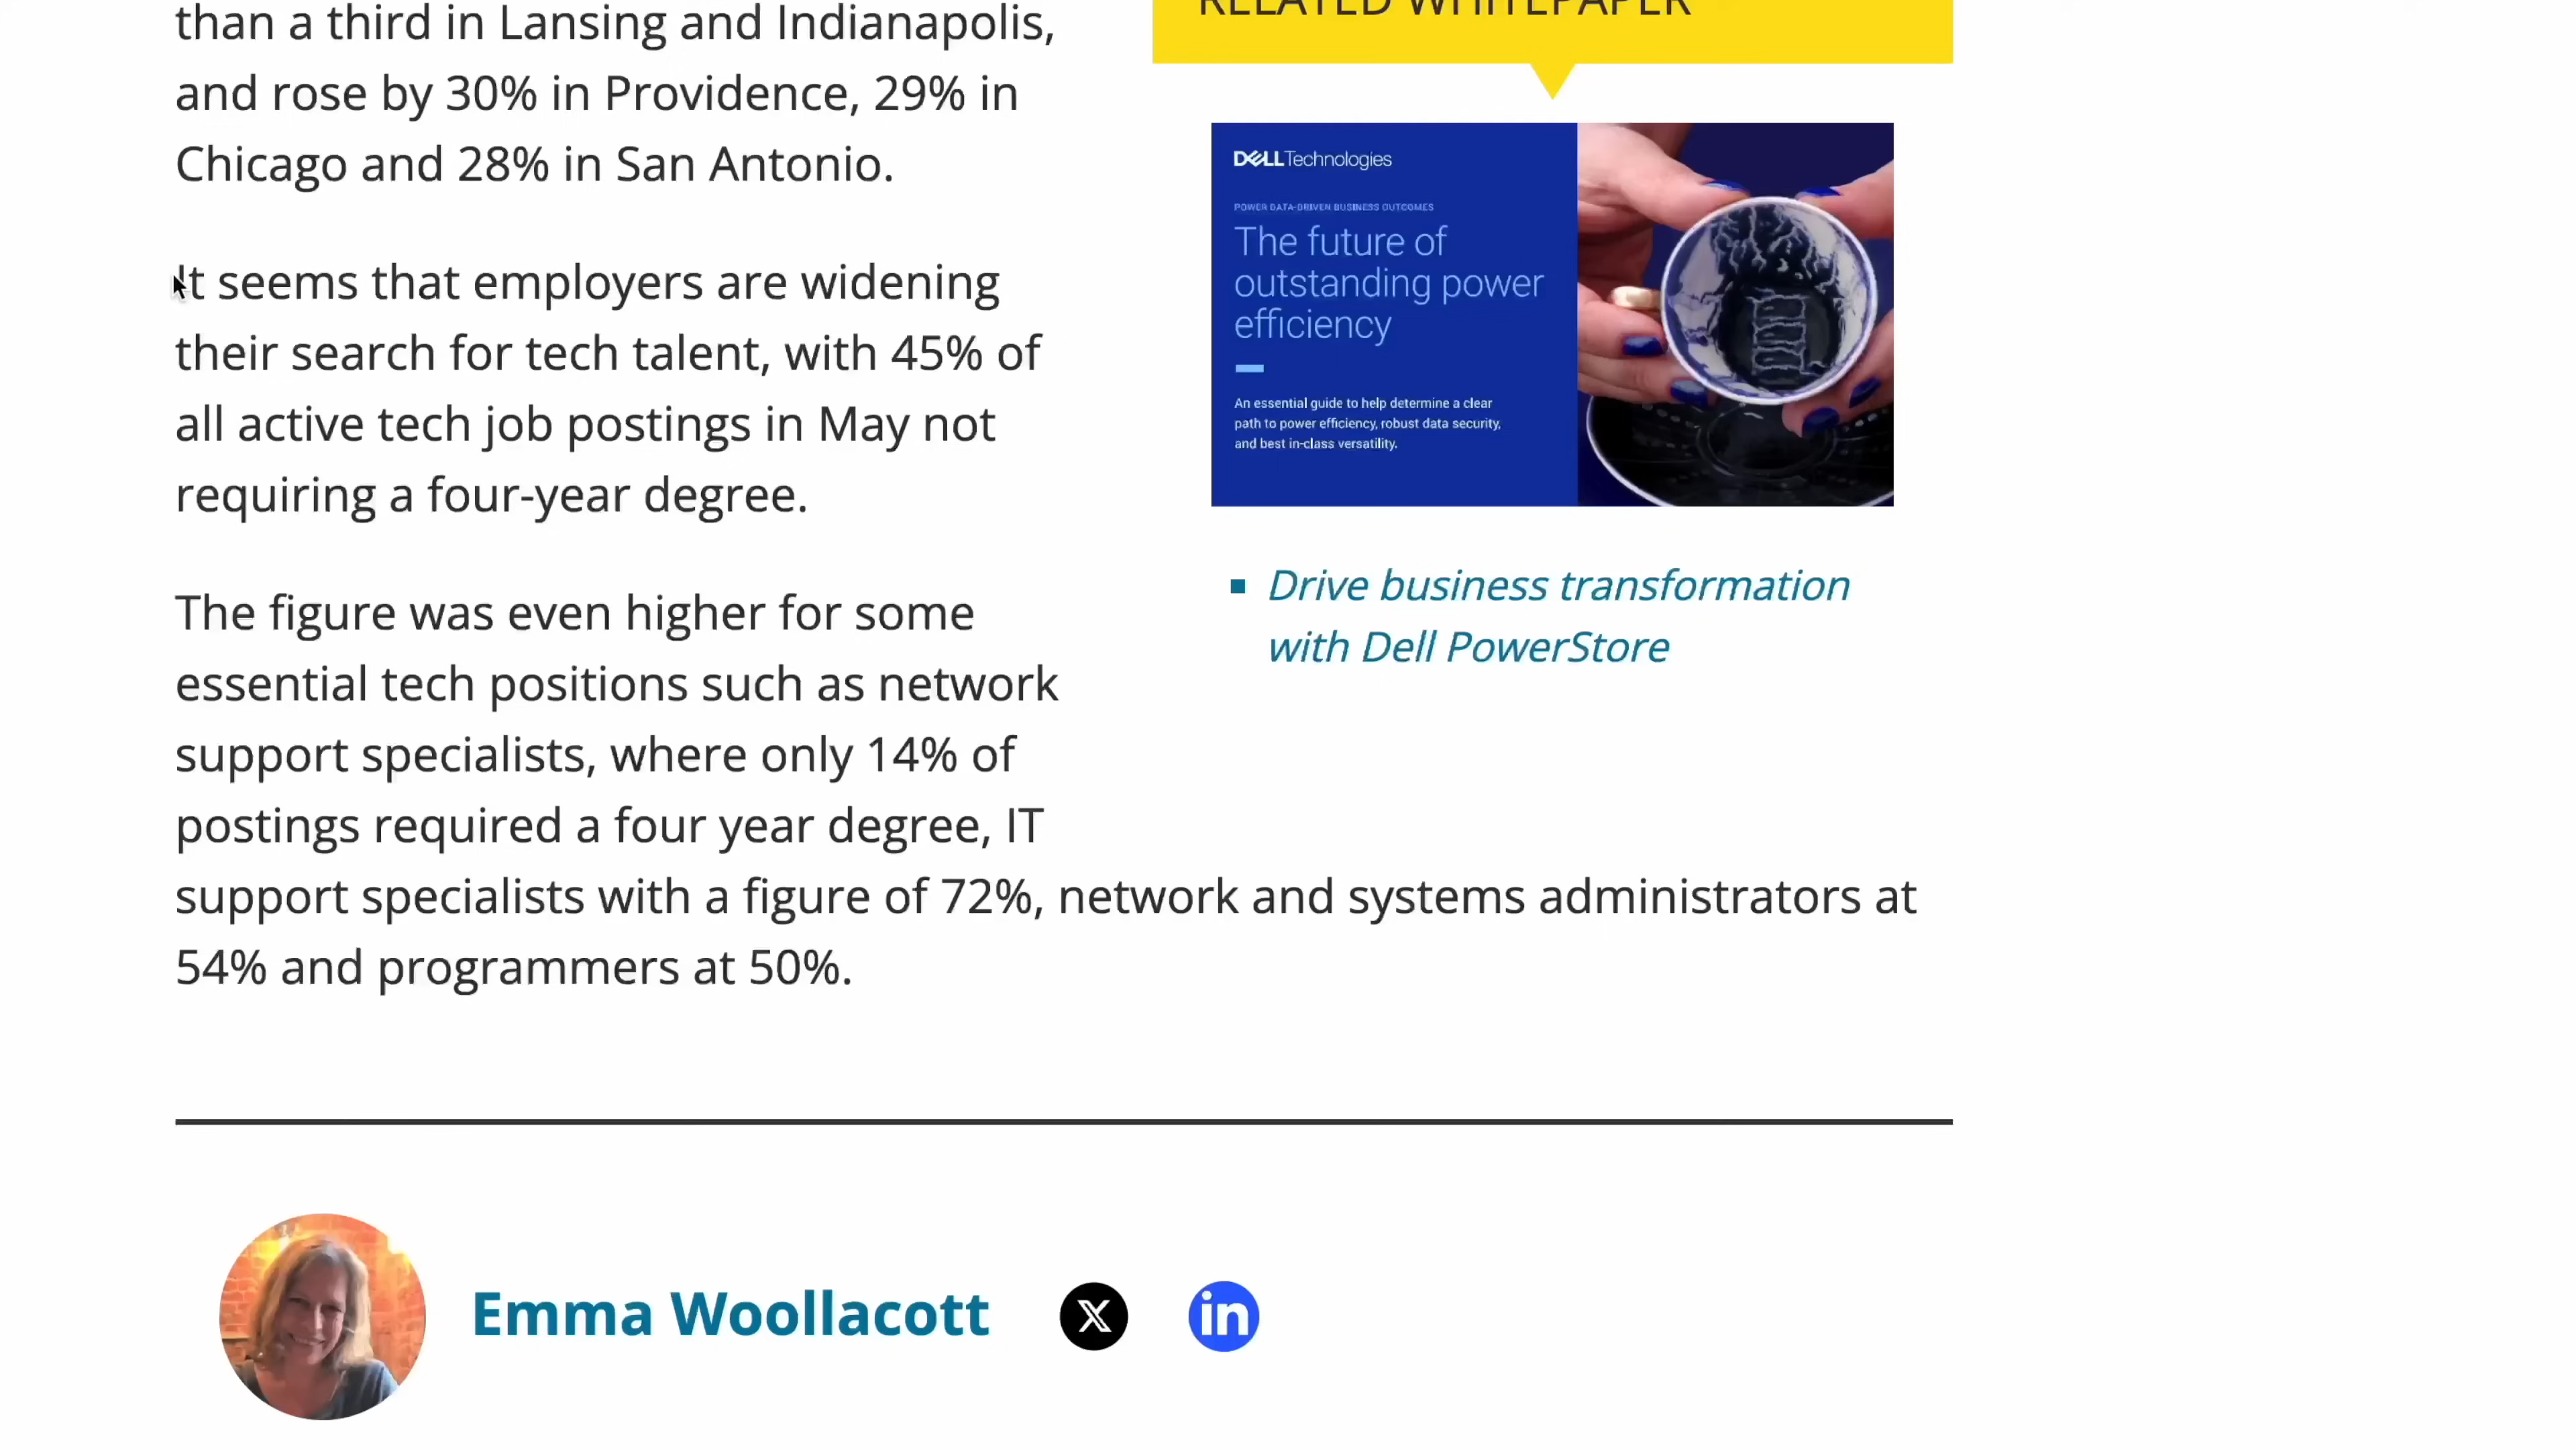 than a third in Lansing and Indianapolis,
and rose by 30% in Providence, 29% in
Chicago and 28% in San Antonio.
It seems that employers are widening
their search for tech talent, with 45% of
all active tech job postings in May not
requiring a four-year degree.
The figure was even higher for some
essential tech positions such as network
support specialists, where only 14% of
postings required a four year degree, IT
support specialists with a figure of 72%, network and systems administrators at
54% and programmers at 50%.
RELATED WHITEPAPER
DELLTechnologies
POWER DATA-DRIVEN BUSINESS OUTCOMES
The future of
outstanding power
efficiency
An essential guide to help determine a clear
path to power efficiency, robust data security,
and best in-class versatility.
Drive business transformation
with Dell PowerStore
Emma Woollacott
X
in